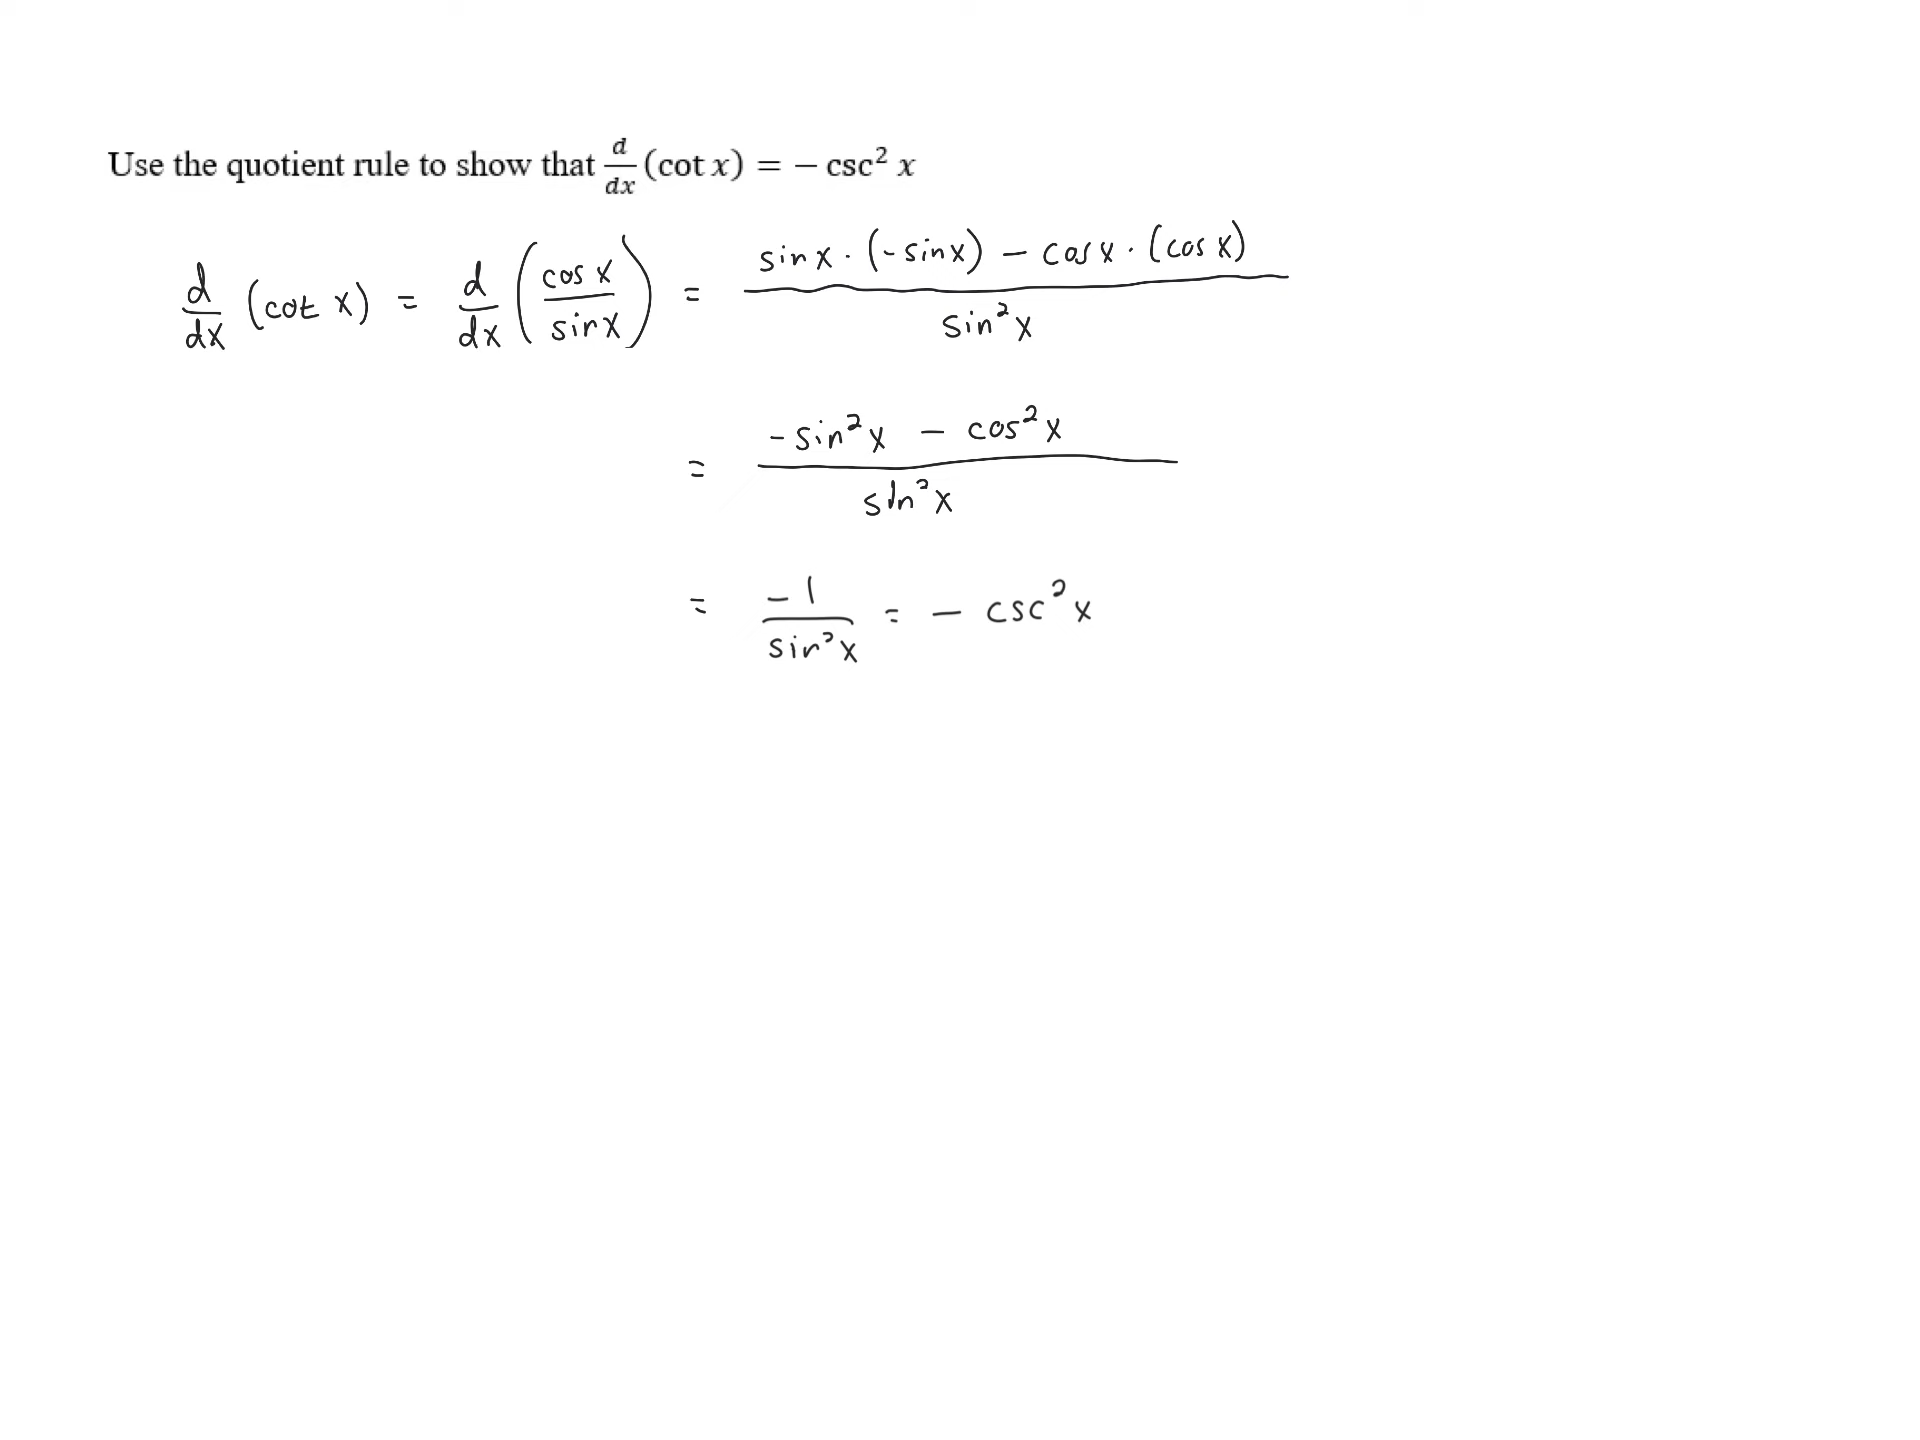 Use the quotient rule to show that d/dx (cot x) = − csc² x
d/dx (cot x) = d/dx (cos x / sin x) = (sin x · (-sin x) − cos x · (cos x)) / sin² x
= (-sin² x − cos² x) / sin² x
= -1 / sin² x = − csc² x